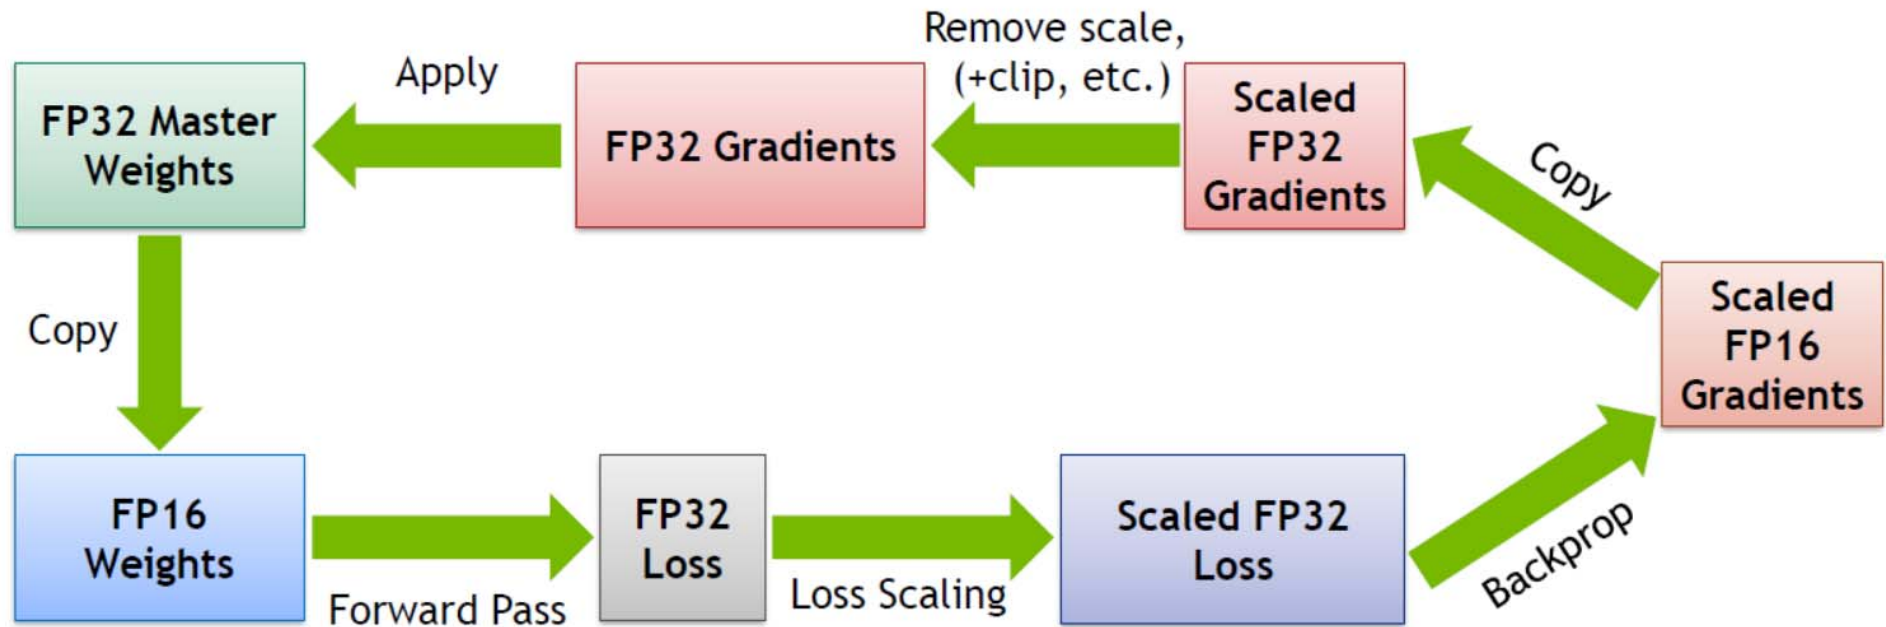 Remove scale,
(+clip, etc.)
Apply
FP32 Master
Weights
FP32 Gradients
Scaled
FP32
Gradients
Copy
Scaled
FP16
Gradients
Copy
FP16
Weights
Forward Pass
FP32
Loss
Loss Scaling
Scaled FP32
Loss
Backprop